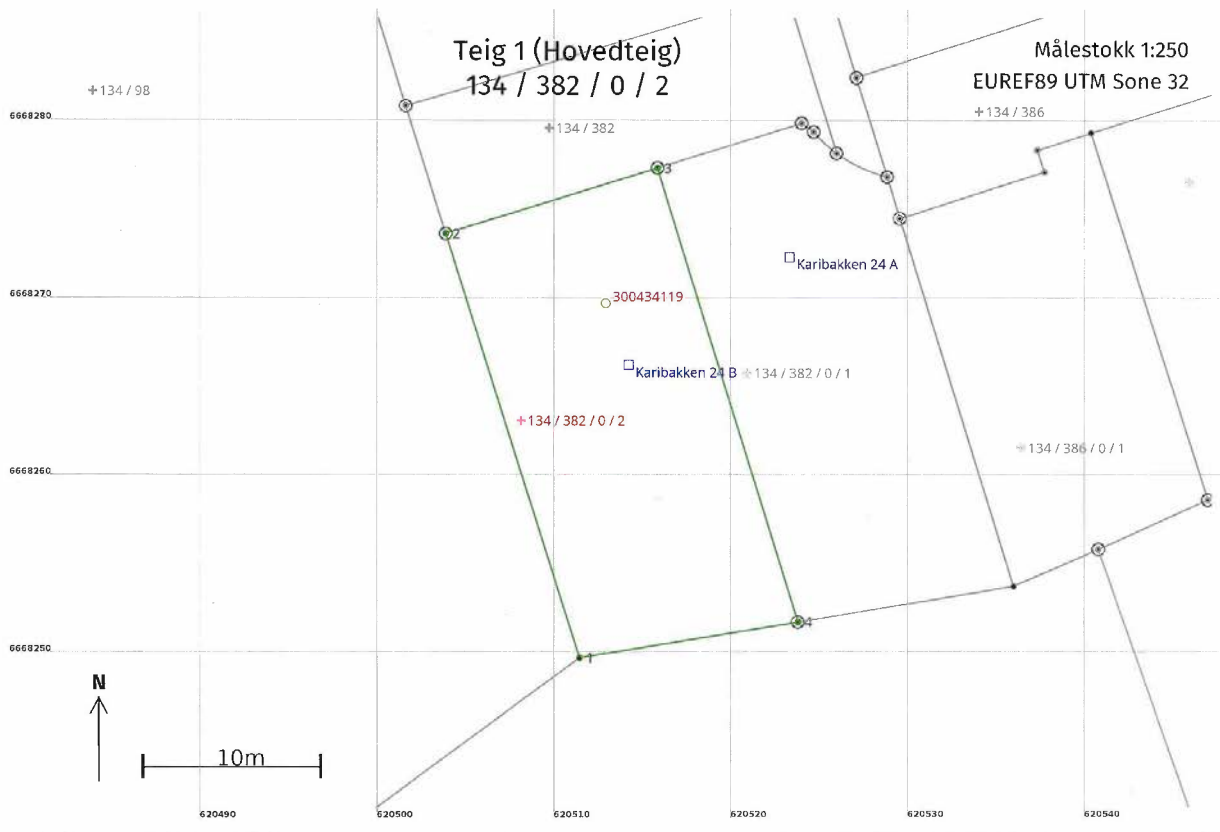 Teig 1 (Hovedteig)
134 / 382 / 0 / 2
Målestokk 1:250
EUREF89 UTM Sone 32
134 / 98
134 / 382
134 / 386
6668280
3
2
Karibakken 24 A
6668270
300434119
Karibakken 24 B
134 / 382 / 0 / 1
134 / 382 / 0 / 2
134 / 386 / 0 / 1
6668260
4
6668250
1
N
10m
620490
620500
620510
620520
620530
620540